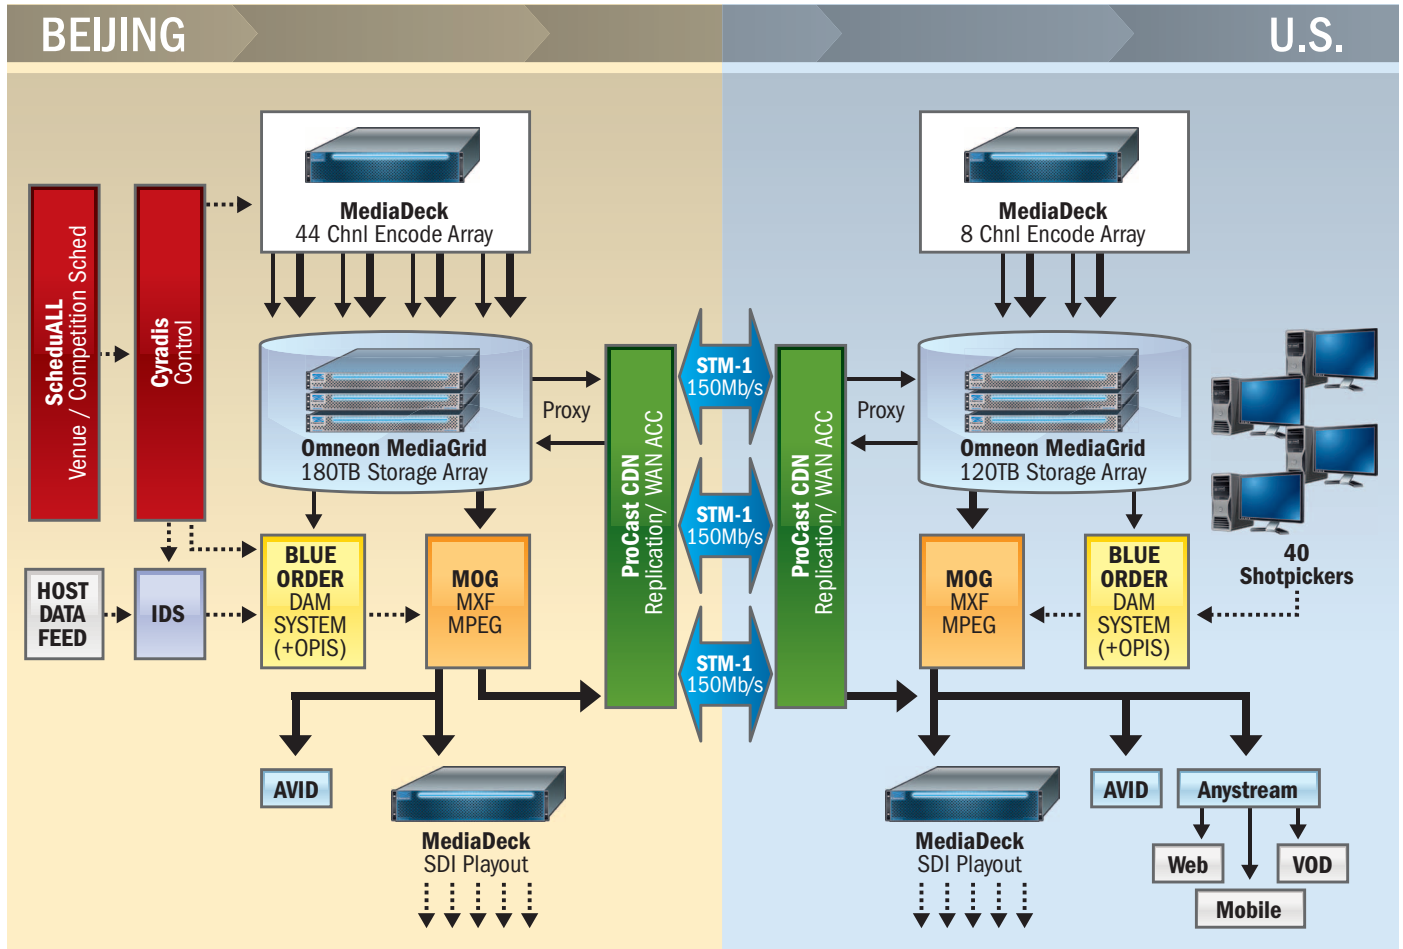 BEIJING
U.S.
MediaDeck
44 Chnl Encode Array
MediaDeck
8 Chnl Encode Array
ScheduALL
Venue / Competition Sched
Cyradis
Control
Omneon MediaGrid
180TB Storage Array
Proxy
ProCast CDN
Replication/ WAN ACC
STM-1
150Mb/s
STM-1
150Mb/s
STM-1
150Mb/s
ProCast CDN
Replication/ WAN ACC
Proxy
Omneon MediaGrid
120TB Storage Array
40
Shotpickers
HOST
DATA
FEED
IDS
BLUE
ORDER
DAM
SYSTEM
(+OPIS)
MOG
MXF
MPEG
MOG
MXF
MPEG
BLUE
ORDER
DAM
SYSTEM
(+OPIS)
AVID
MediaDeck
SDI Playout
MediaDeck
SDI Playout
AVID
Anystream
Web
VOD
Mobile